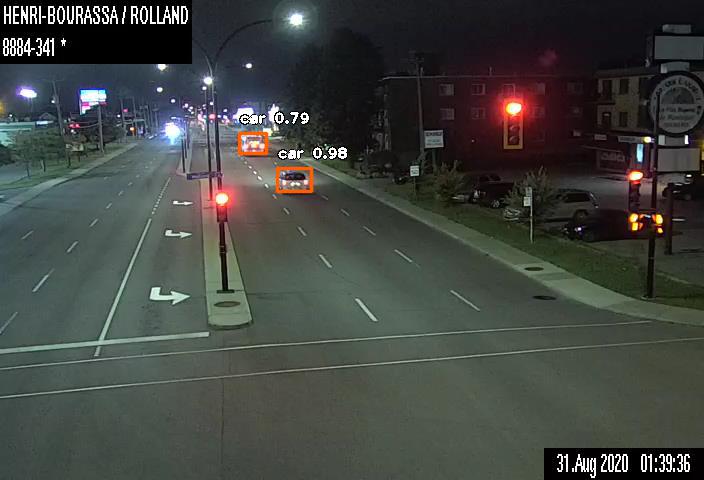 HENRI-BOURASSA / ROLLAND
8884-341 *
car 0.79
car 0.98
31.Aug 2020 01:39:36